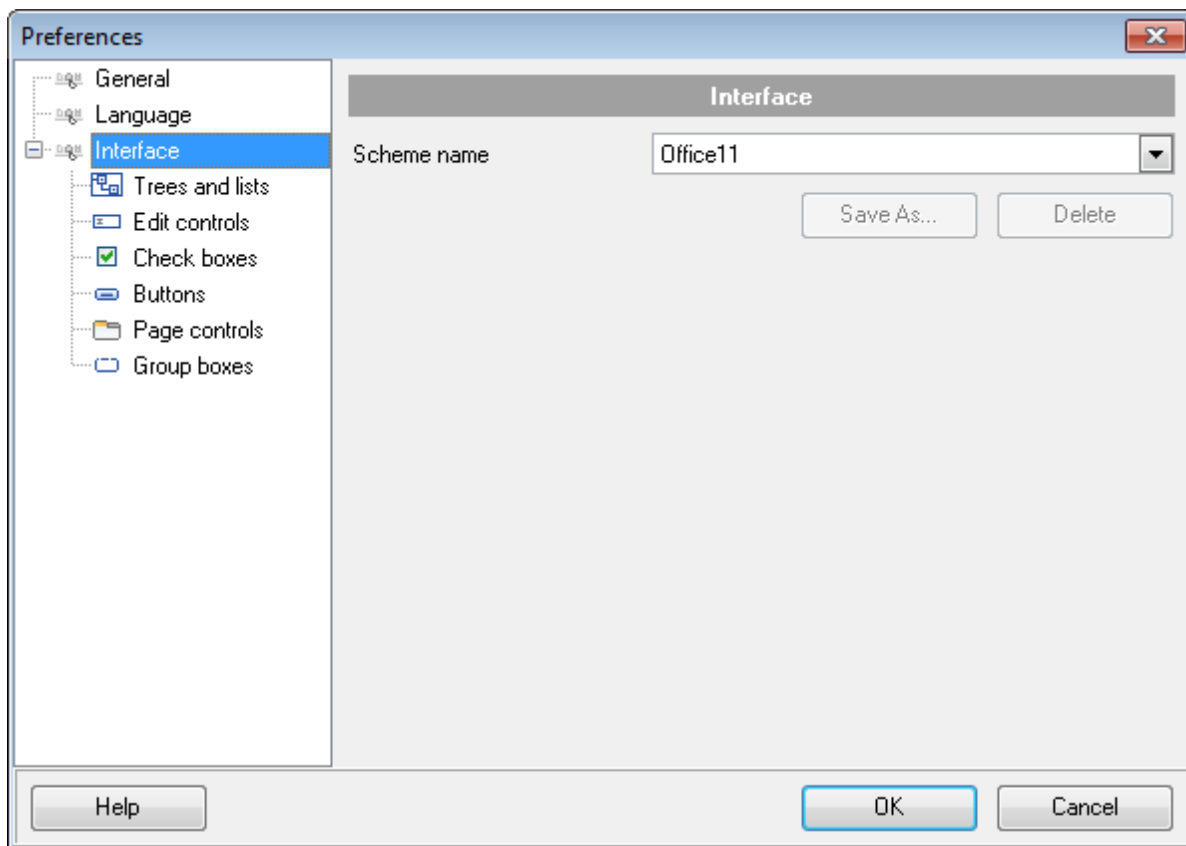 Preferences
General
Language
Interface
Trees and lists
Edit controls
Check boxes
Buttons
Page controls
Group boxes
Interface
Scheme name Office11
Save As... Delete
Help OK Cancel